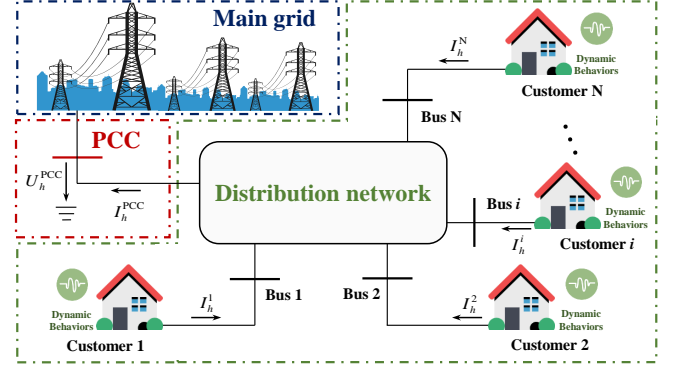 Main grid
I_h^N
Dynamic
Behaviors
Customer N
Bus N
PCC
U_h^PCC
I_h^PCC
Distribution network
Dynamic
Behaviors
Bus i
I_h^i
Customer i
Dynamic
Behaviors
I_h^1
Bus 1
Customer 1
Bus 2
I_h^2
Dynamic
Behaviors
Customer 2